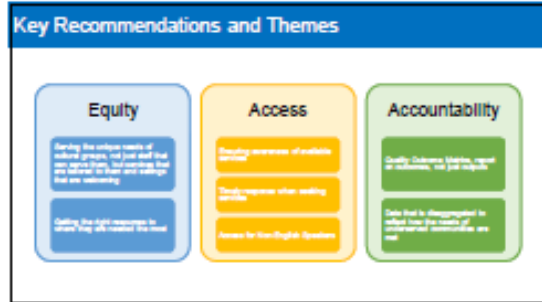 Key Recommendations and Themes
Equity
Serving the unique needs of
cultural groups, not just staff that
can serve them, but services that
are tailored to them and settings
that are welcoming
Getting the right resources to
where they are needed the most
Access
Ensuring awareness of available
services
Timely response when seeking
services
Access for Non-English Speakers
Accountability
Quality Outcome Metrics, report
on outcomes, not just outputs
Data that is disaggregated to
reflect how the needs of
underserved communities are
met